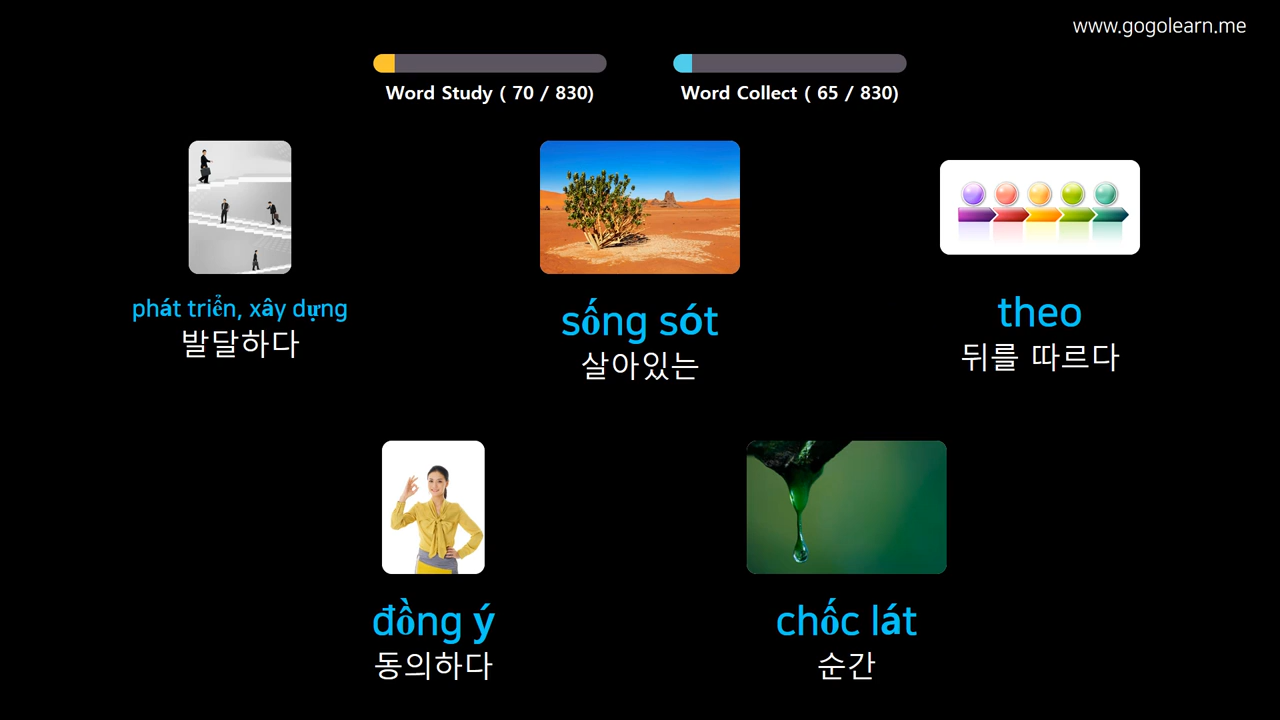 www.gogolearn.me
Word Study ( 70 / 830)
Word Collect ( 65 / 830)
phát triển, xây dựng
발달하다
sống sót
살아있는
theo
뒤를 따르다
đồng ý
동의하다
chốc lát
순간